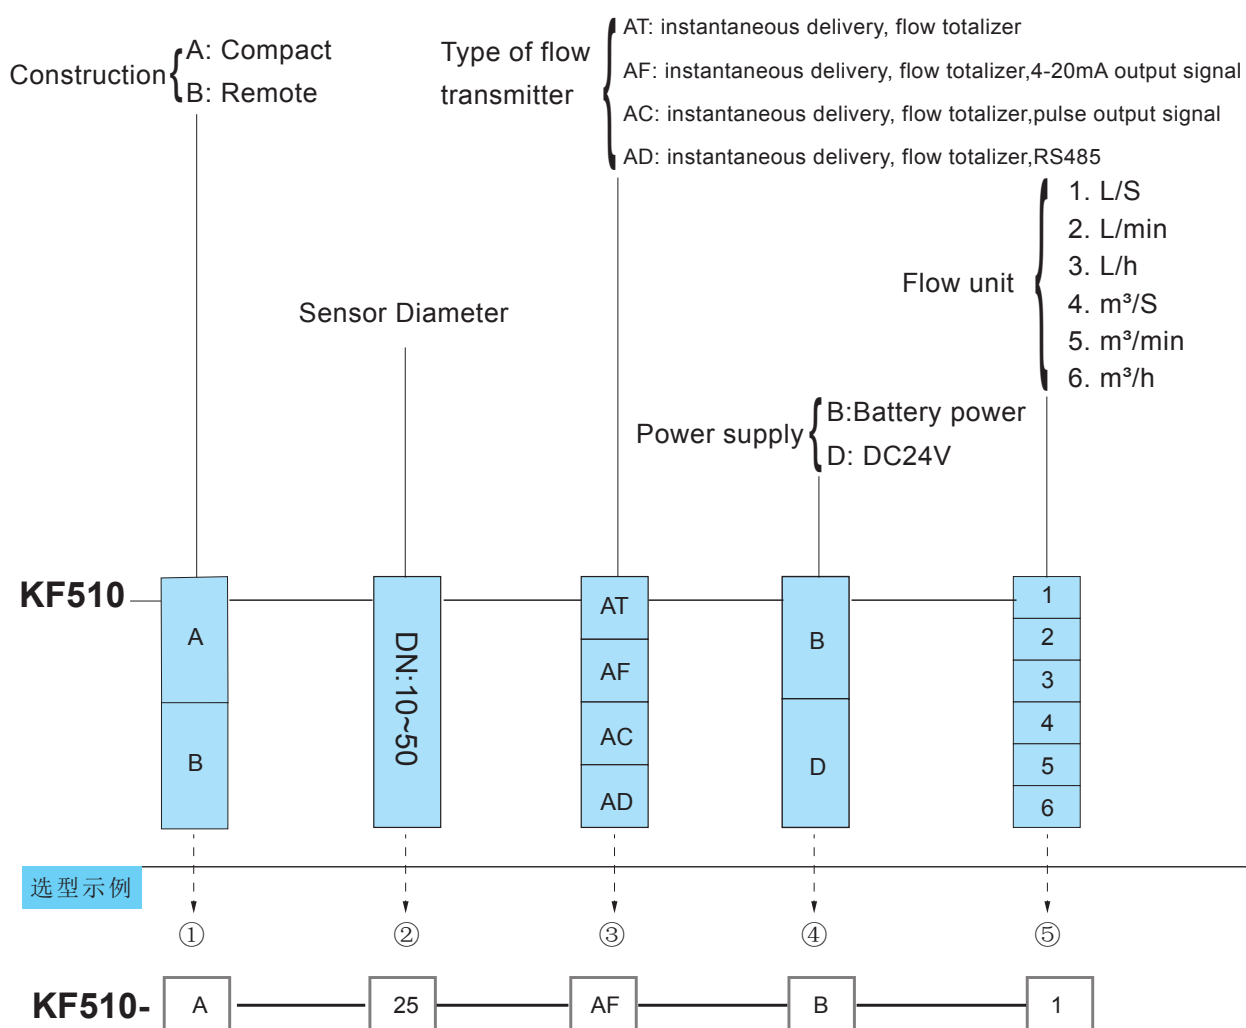 Construction
A: Compact
B: Remote
Type of flow
transmitter
AT: instantaneous delivery, flow totalizer
AF: instantaneous delivery, flow totalizer,4-20mA output signal
AC: instantaneous delivery, flow totalizer,pulse output signal
AD: instantaneous delivery, flow totalizer,RS485
Flow unit
1. L/S
2. L/min
3. L/h
4. m³/S
5. m³/min
6. m³/h
Sensor Diameter
Power supply
B:Battery power
D: DC24V
KF510
A
B
DN:10~50
AT
AF
AC
AD
B
D
1
2
3
4
5
6
选型示例
① ② ③ ④ ⑤
KF510- A 25 AF B 1